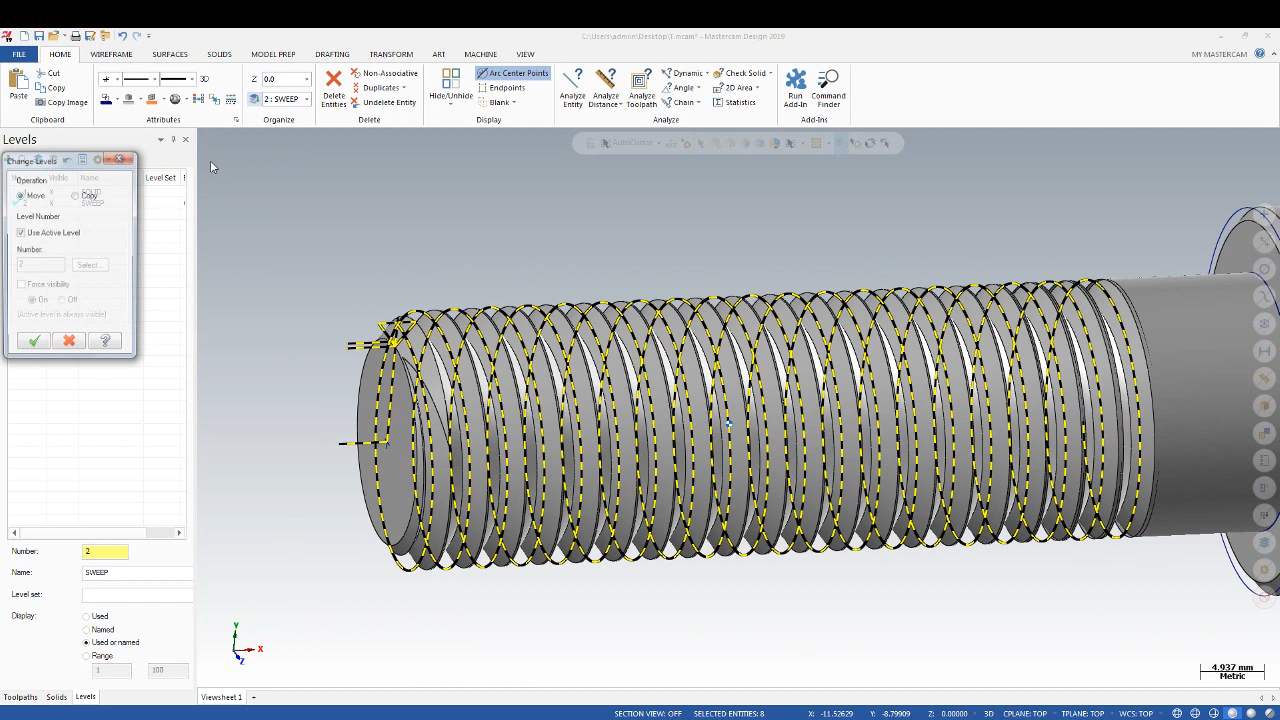 C:\Users\admin\Desktop\T.mcam* - Mastercam Design 2019
FILE HOME WIREFRAME SURFACES SOLIDS MODEL PREP DRAFTING TRANSFORM ART MACHINE VIEW MY MASTERCAM
Paste
Cut
Copy
Copy Image
Clipboard
3D
Attributes
Z 0.0
2 : SWEEP
Organize
Delete Entities
Non-Associative
Duplicates
Undelete Entity
Delete
Hide/Unhide
Arc Center Points
Endpoints
Blank
Display
Analyze Entity
Analyze Distance
Analyze Toolpath
Dynamic
Angle
Chain
Check Solid
2D Area
Statistics
Analyze
Run Add-In
Command Finder
Add-Ins
Levels
AutoCursor
Change Levels
Visible Name Level Set
X SOLID
2 X SWEEP
Operation
Move Copy
Level Number
Use Active Level
Number:
2 Select...
Force visibility
On Off
(Active level is always visible)
Number: 2
Name: SWEEP
Level set:
Display: Used
Named
Used or named
Range
1 100
Y
X
Z
4.937 mm
Metric
Toolpaths Solids Levels
Viewsheet 1 +
SECTION VIEW: OFF SELECTED ENTITIES: 8 X: -11.52629 Y: -8.79909 Z: 0.00000 3D CPLANE: TOP TPLANE: TOP WCS: TOP